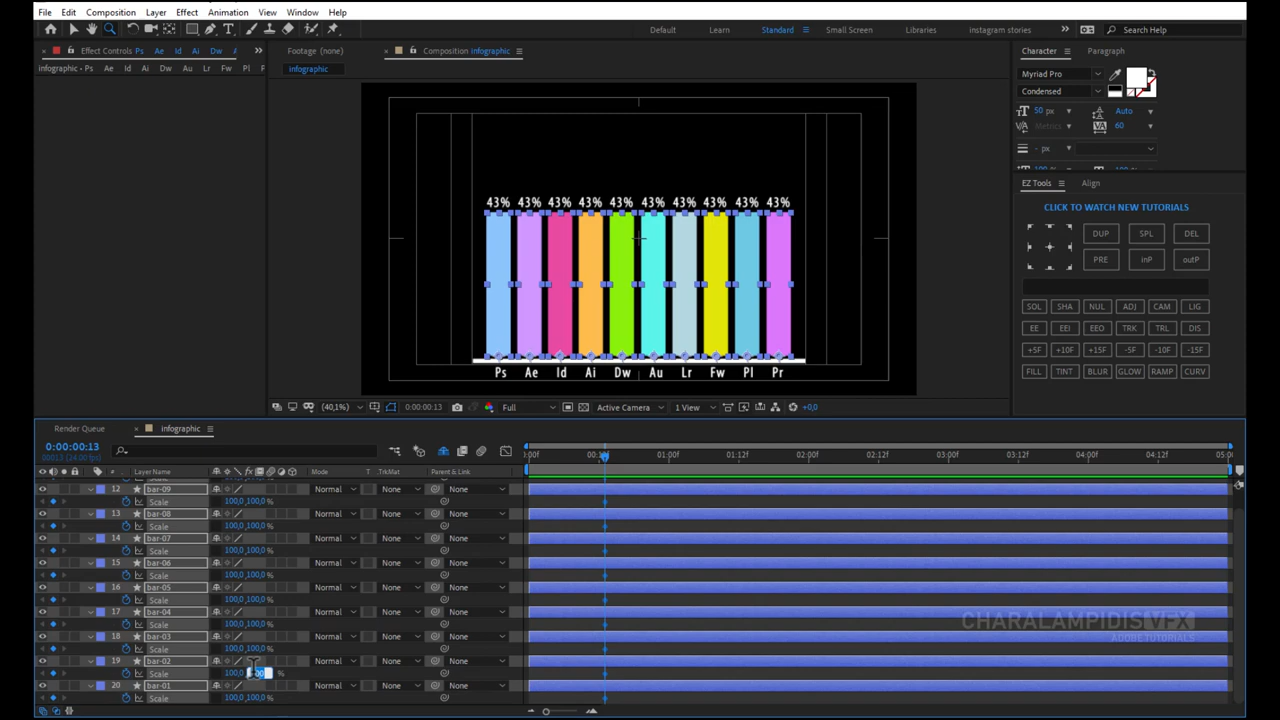 File Edit Composition Layer Effect Animation View Window Help
Default Learn Standard Small Screen Libraries instagram stories Search Help
Effect Controls Ps Ae Id Ai Dw
Footage (none)
Composition infographic
Character Paragraph
infographic • Ps Ae Id Ai Dw Au Lr Fw Pl
infographic
Myriad Pro
Condensed
50 px Auto
Metrics 60
- px
EZ Tools Align
CLICK TO WATCH NEW TUTORIALS
DUP SPL DEL
PRE inP outP
SOL SHA NUL ADJ CAM LIG
EE EEI EEO TRK TRL DIS
+5F +10F +15F -5F -10F -15F
FILL TINT BLUR GLOW RAMP CURV
43% 43% 43% 43% 43% 43% 43% 43% 43% 43%
Ps Ae Id Ai Dw Au Lr Fw Pl Pr
(40,1%) 0:00:00:13 Full Active Camera 1 View +0,0
Render Queue infographic
0:00:00:13
00013 (24.00 fps)
# Layer Name Mode T TrkMat Parent & Link
:00f 01:00f 01:12f 02:00f 02:12f 03:00f 03:12f 04:00f 04:12f 05:0
12 bar-09 Normal None None
Scale 100,0,100,0 %
13 bar-08 Normal None None
Scale 100,0,100,0 %
14 bar-07 Normal None None
Scale 100,0,100,0 %
15 bar-06 Normal None None
Scale 100,0,100,0 %
16 bar-05 Normal None None
Scale 100,0,100,0 %
17 bar-04 Normal None None
Scale 100,0,100,0 %
18 bar-03 Normal None None
Scale 100,0,100,0 %
19 bar-02 Normal None None
Scale 100,0 %
20 bar-01 Normal None None
Scale 100,0,100,0 %
CHARALAMPIDISVFX
ADOBE TUTORIALS